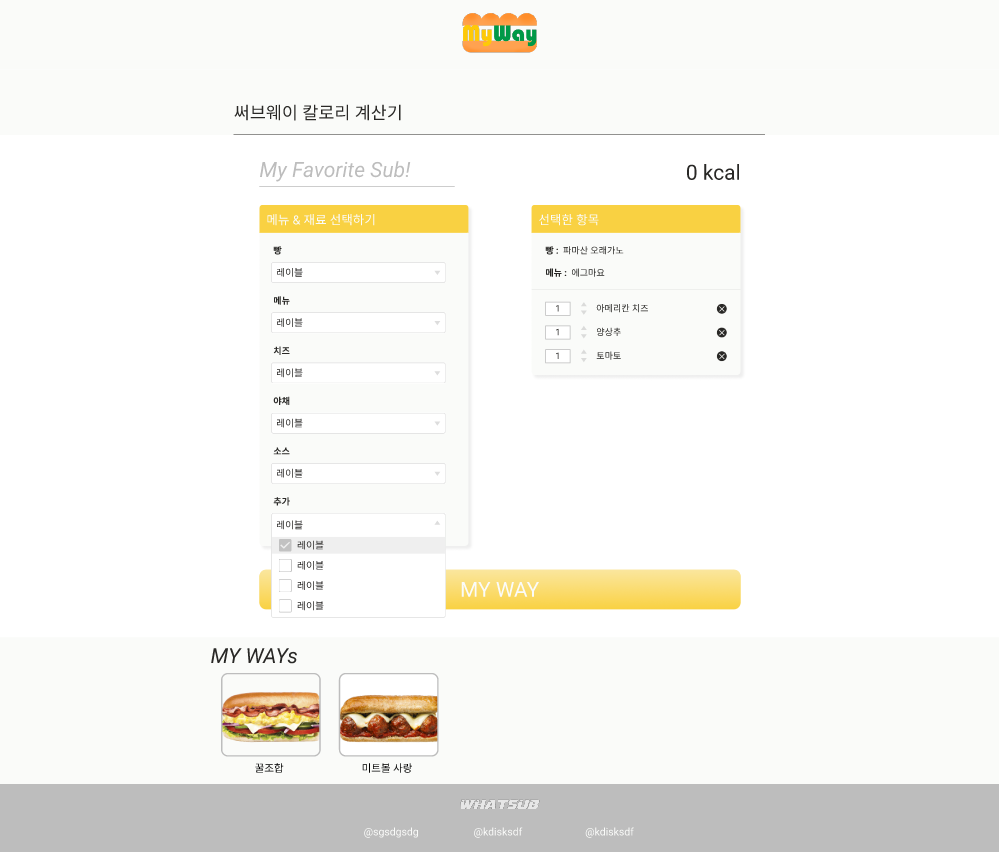 MyWay
써브웨이 칼로리 계산기
My Favorite Sub!
0 kcal
메뉴 & 재료 선택하기
빵
레이블
메뉴
레이블
치즈
레이블
야채
레이블
소스
레이블
추가
레이블
레이블
레이블
레이블
레이블
선택한 항목
빵 : 파마산 오래가노
메뉴 : 에그마요
1 아메리칸 치즈
1 양상추
1 토마토
MY WAY
MY WAYs
꿀조합
미트볼 사랑
WHATSUB
@sgsdgsdg @kdisksdf @kdisksdf